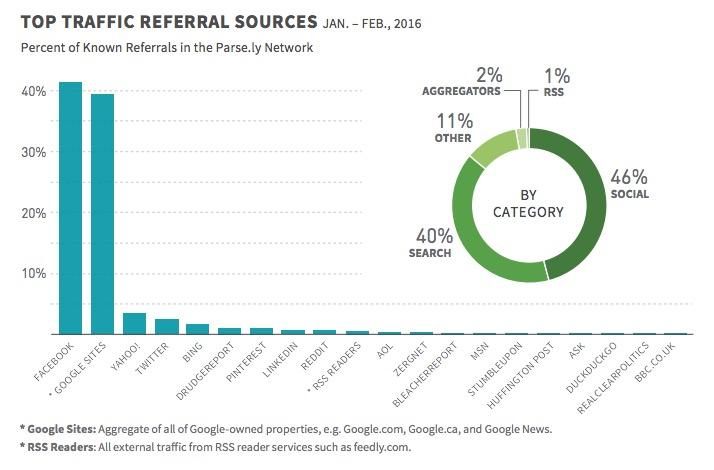 TOP TRAFFIC REFERRAL SOURCES JAN. – FEB., 2016
Percent of Known Referrals in the Parse.ly Network
40%
30%
20%
10%
FACEBOOK
* GOOGLE SITES
YAHOO!
TWITTER
BING
DRUDGEREPORT
PINTEREST
LINKEDIN
REDDIT
* RSS READERS
AOL
ZERGNET
BLEACHERREPORT
MSN
STUMBLEUPON
HUFFINGTON POST
ASK
DUCKDUCKGO
REALCLEARPOLITICS
BBC.CO.UK
2%
AGGREGATORS
1%
RSS
11%
OTHER
46%
SOCIAL
40%
SEARCH
BY
CATEGORY
* Google Sites: Aggregate of all of Google-owned properties, e.g. Google.com, Google.ca, and Google News.
* RSS Readers: All external traffic from RSS reader services such as feedly.com.